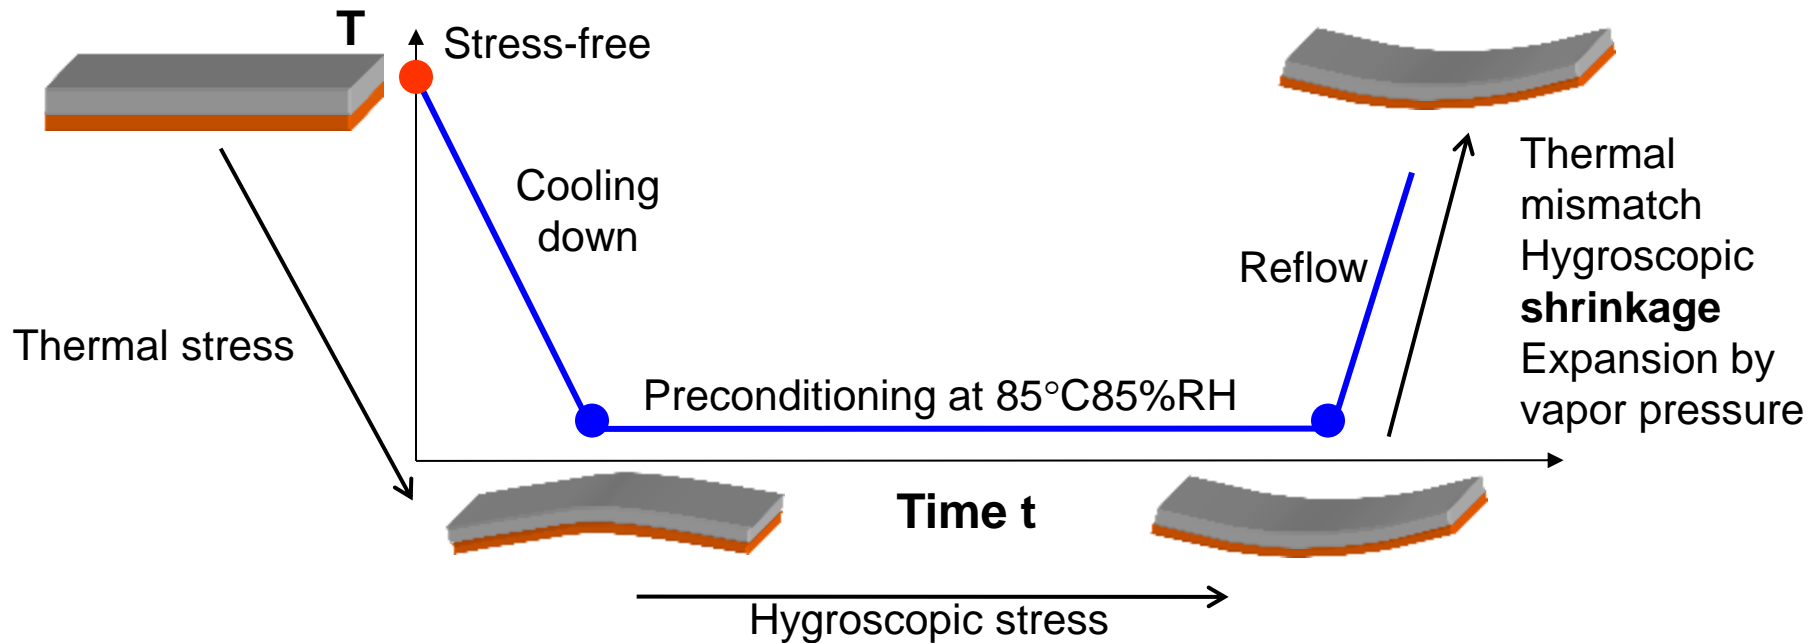 T
Stress-free
Cooling
down
Thermal stress
Preconditioning at 85°C85%RH
Reflow
Thermal
mismatch
Hygroscopic
shrinkage
Expansion by
vapor pressure
Time t
Hygroscopic stress